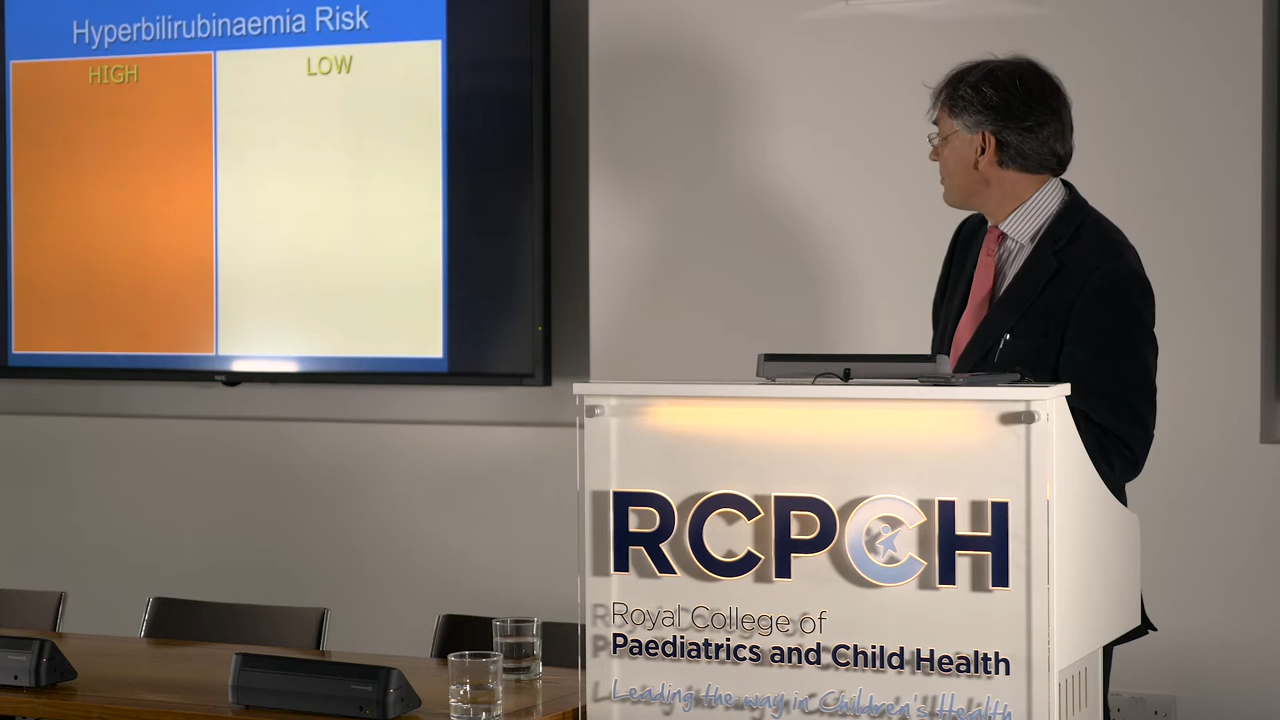 Hyperbilirubinaemia Risk
HIGH
LOW
RCPCH
Royal College of
Paediatrics and Child Health
Leading the way in Children's Health